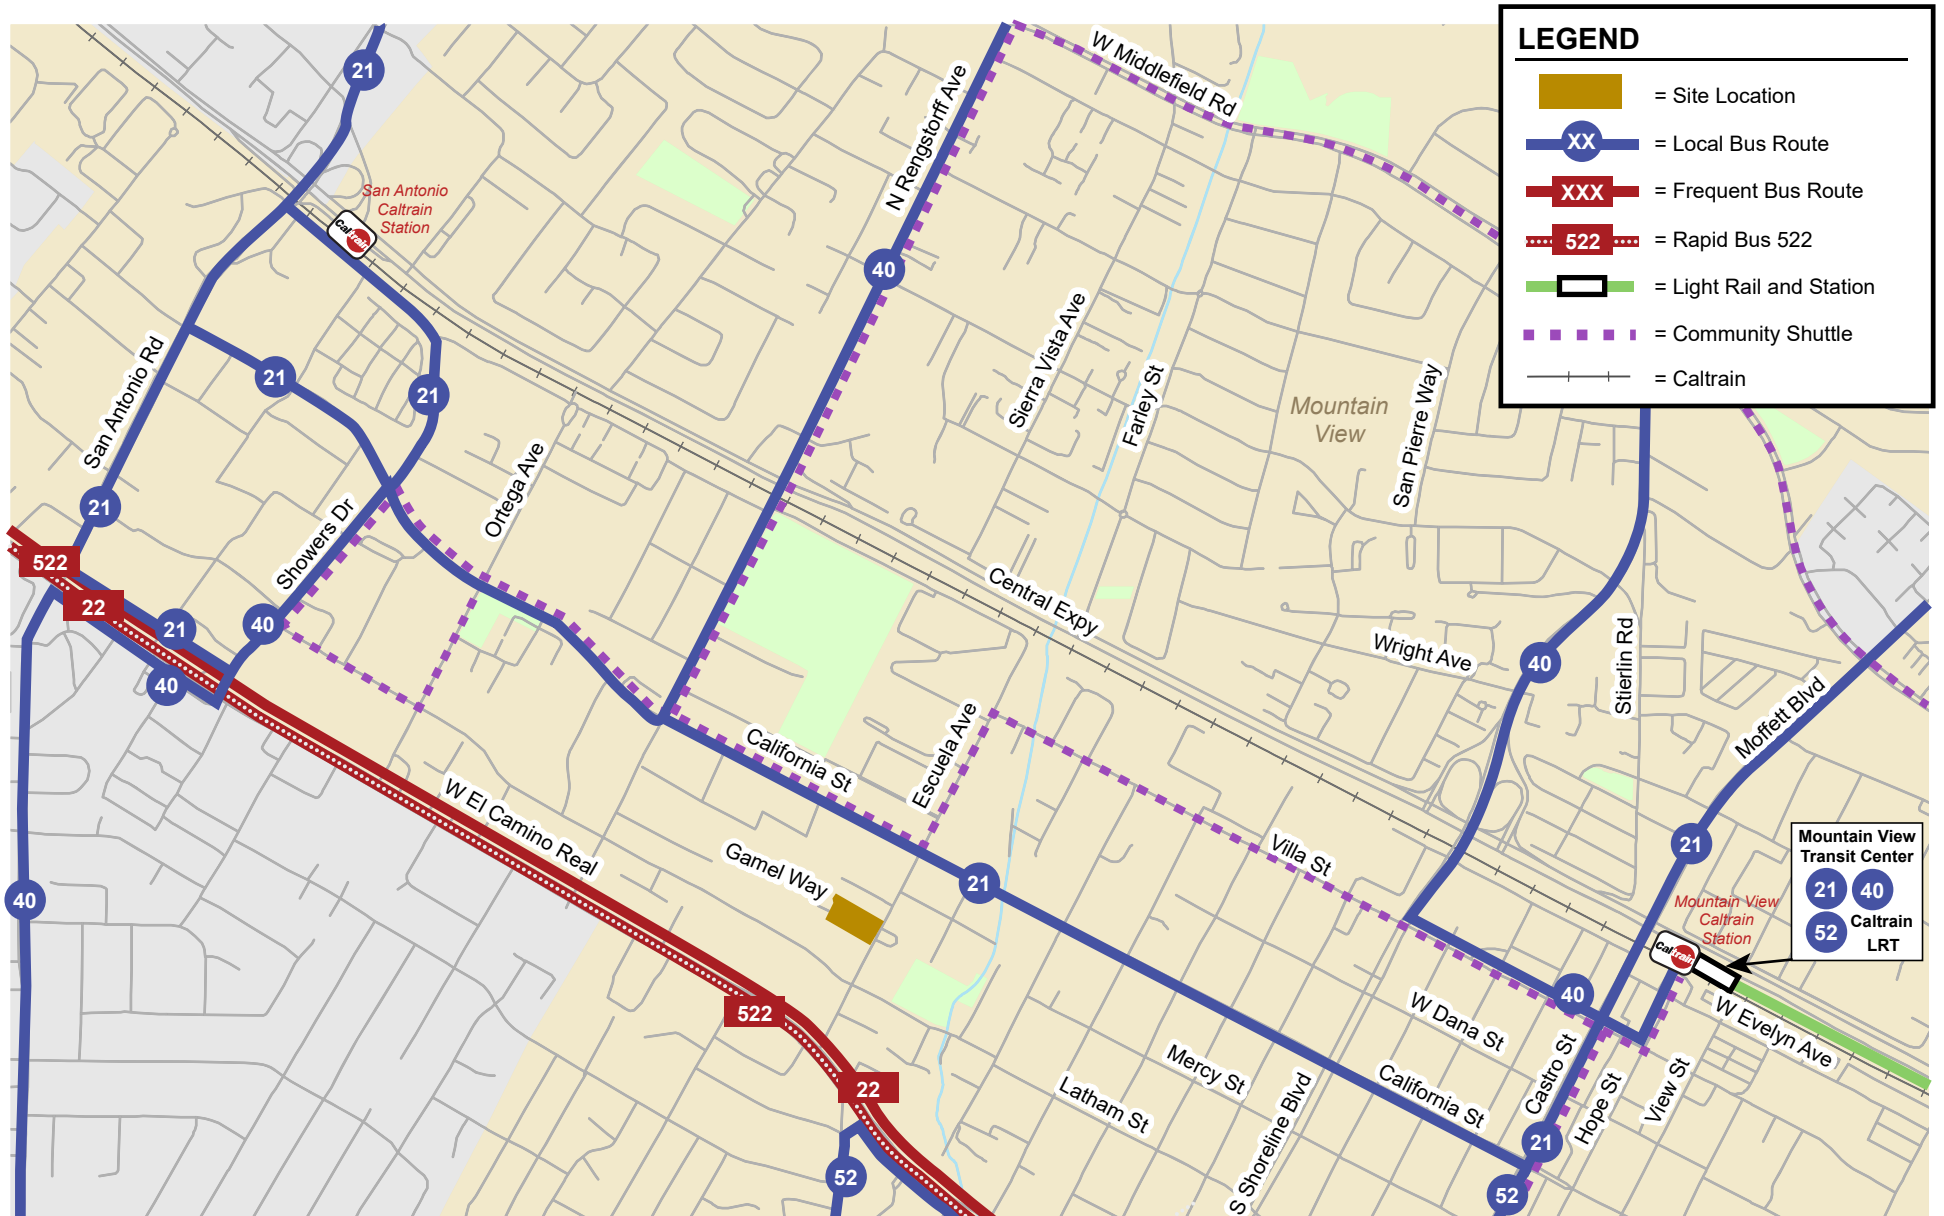 LEGEND
= Site Location
XX
= Local Bus Route
XXX
= Frequent Bus Route
522
= Rapid Bus 522
= Light Rail and Station
= Community Shuttle
= Caltrain
21
W Middlefield Rd
N Rengstorff Ave
San Antonio
Caltrain
Station
caltrain
40
Sierra Vista Ave
Farley St
Mountain
View
San Pierre Way
San Antonio Rd
21
21
21
Ortega Ave
Showers Dr
522
22
21
40
40
Central Expy
Wright Ave
40
Stierlin Rd
Moffett Blvd
California St
Escuela Ave
W El Camino Real
Gamel Way
Villa St
21
21
40
Mountain View
Transit Center
21
40
52
Caltrain
LRT
Mountain View
Caltrain
Station
caltrain
40
W Evelyn Ave
W Dana St
522
22
52
Mercy St
Latham St
S Shoreline Blvd
California St
Castro St
Hope St
View St
21
52